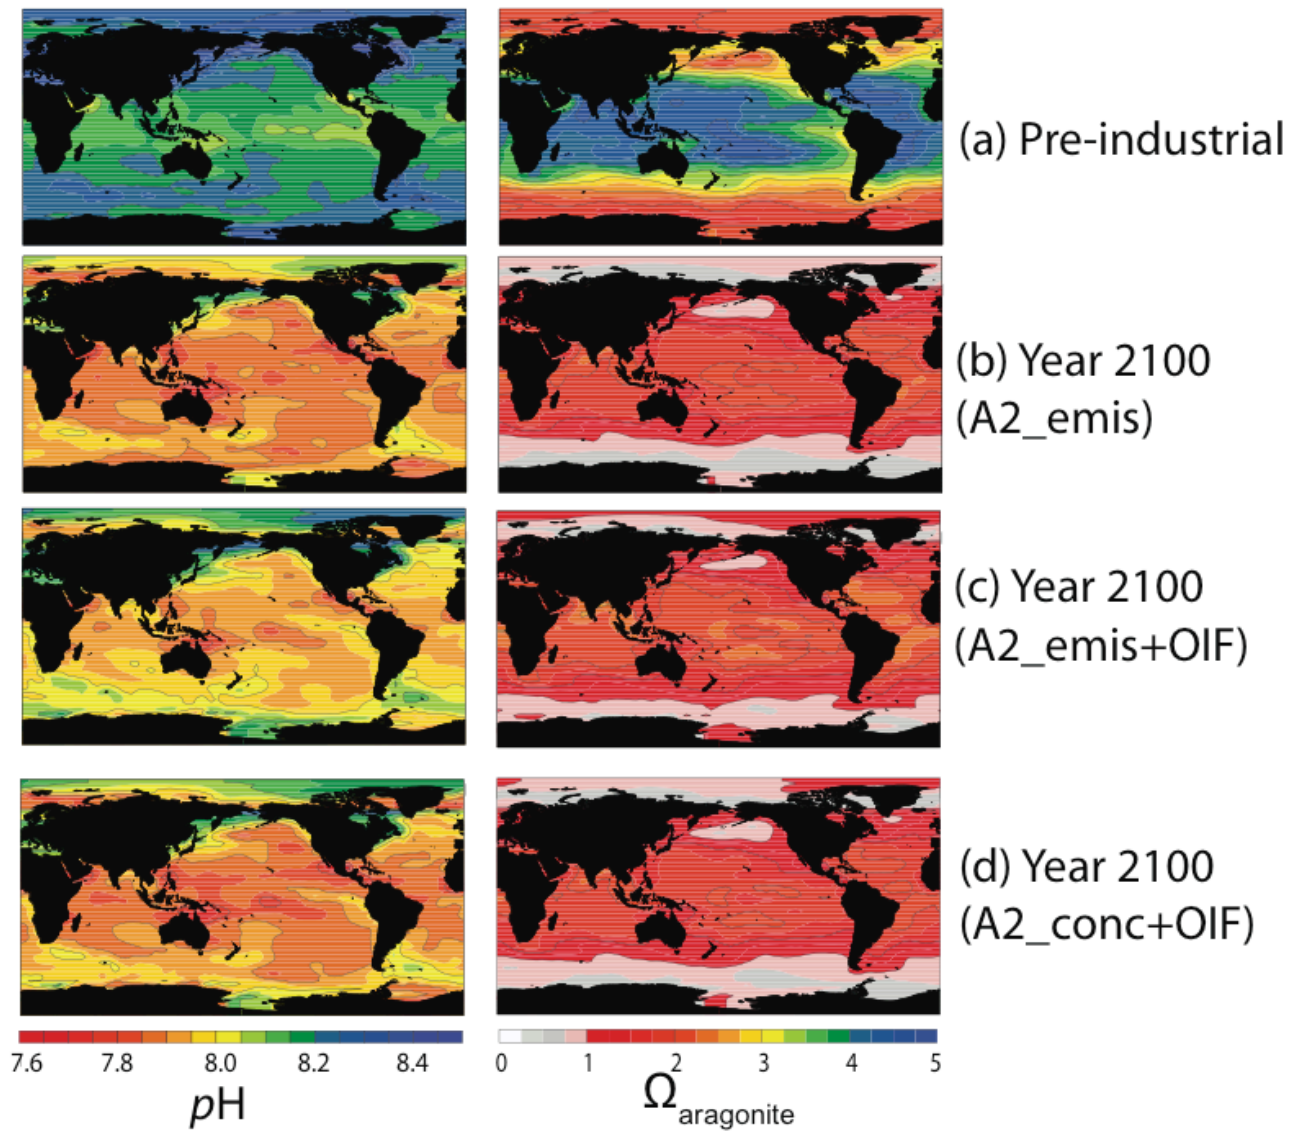 (a) Pre-industrial
(b) Year 2100
(A2_emis)
(c) Year 2100
(A2_emis+OIF)
(d) Year 2100
(A2_conc+OIF)
7.6 7.8 8.0 8.2 8.4
0 1 2 3 4 5
pH
Ωaragonite